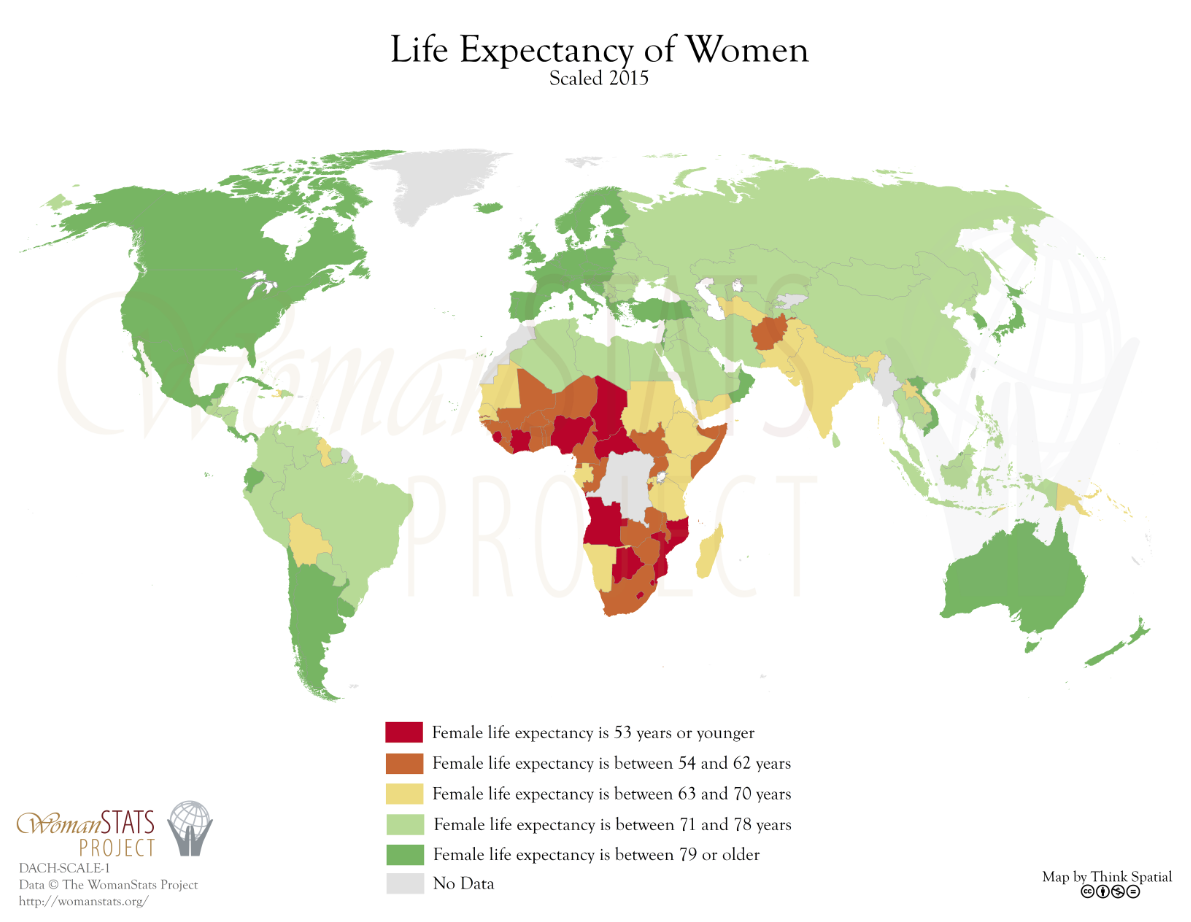 Life Expectancy of Women
Scaled 2015
WomanSTATS
PROJECT
Female life expectancy is 53 years or younger
Female life expectancy is between 54 and 62 years
Female life expectancy is between 63 and 70 years
Female life expectancy is between 71 and 78 years
Female life expectancy is between 79 or older
No Data
WomanSTATS
PROJECT
DACH-SCALE-1
Data © The WomanStats Project
http://womanstats.org/
Map by Think Spatial